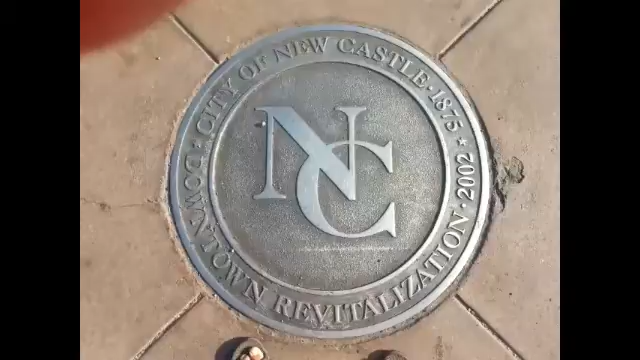 CITY OF NEW CASTLE · 1875 ★
DOWNTOWN REVITALIZATION · 2002 ★
NC